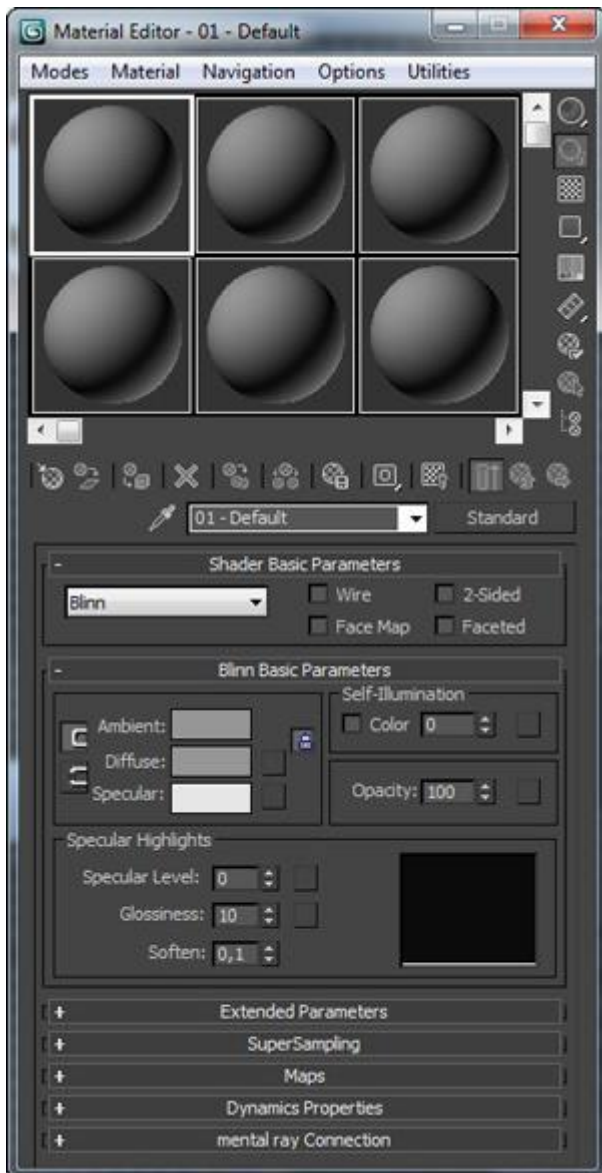 Material Editor - 01 - Default
Modes Material Navigation Options Utilities
01 - Default Standard
- Shader Basic Parameters
Blinn Wire 2-Sided
Face Map Faceted
- Blinn Basic Parameters
Self-Illumination
Ambient: Color 0
Diffuse:
Specular: Opacity: 100
Specular Highlights
Specular Level: 0
Glossiness: 10
Soften: 0,1
+ Extended Parameters
+ SuperSampling
+ Maps
+ Dynamics Properties
+ mental ray Connection